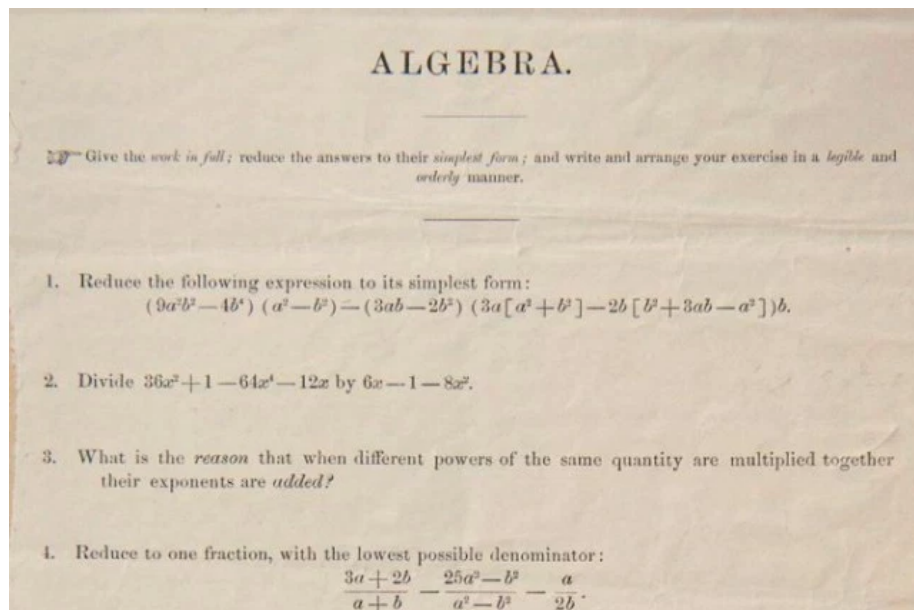 ALGEBRA.
☞ Give the work in full; reduce the answers to their simplest form; and write and arrange your exercise in a legible and
orderly manner.
1. Reduce the following expression to its simplest form:
(9a²b²—4b⁴) (a²—b²)—(3ab—2b²) (3a[a²+b²]—2b[b²+3ab—a²])b.
2. Divide 36x²+1—64x⁴—12x by 6x—1—8x².
3. What is the reason that when different powers of the same quantity are multiplied together
their exponents are added?
4. Reduce to one fraction, with the lowest possible denominator:
3a+2b 25a²—b² a
— —
a+b a²—b² 2b.